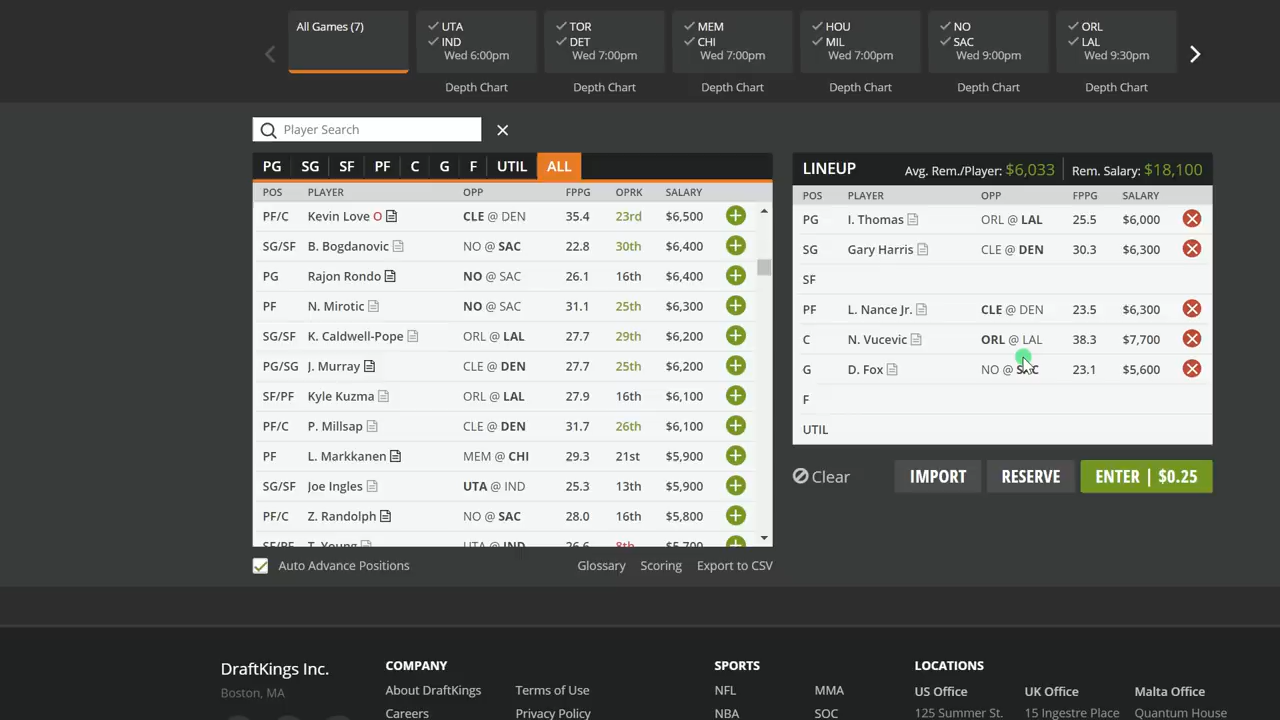 All Games (7)
UTA
IND
Wed 6:00pm
TOR
DET
Wed 7:00pm
MEM
CHI
Wed 7:00pm
HOU
MIL
Wed 7:00pm
NO
SAC
Wed 9:00pm
ORL
LAL
Wed 9:30pm
Depth Chart Depth Chart Depth Chart Depth Chart Depth Chart Depth Chart
Player Search
PG SG SF PF C G F UTIL ALL
POS PLAYER OPP FPPG OPRK SALARY
PF/C Kevin Love O CLE @ DEN 35.4 23rd $6,500
SG/SF B. Bogdanovic NO @ SAC 22.8 30th $6,400
PG Rajon Rondo NO @ SAC 26.1 16th $6,400
PF N. Mirotic NO @ SAC 31.1 25th $6,300
SG/SF K. Caldwell-Pope ORL @ LAL 27.7 29th $6,200
PG/SG J. Murray CLE @ DEN 27.7 25th $6,200
SF/PF Kyle Kuzma ORL @ LAL 27.9 16th $6,100
PF/C P. Millsap CLE @ DEN 31.7 26th $6,100
PF L. Markkanen MEM @ CHI 29.3 21st $5,900
SG/SF Joe Ingles UTA @ IND 25.3 13th $5,900
PF/C Z. Randolph NO @ SAC 28.0 16th $5,800
SF/PF T. Young UTA @ IND 26.6 8th $5,700
Auto Advance Positions Glossary Scoring Export to CSV
LINEUP Avg. Rem./Player: $6,033 Rem. Salary: $18,100
POS PLAYER OPP FPPG SALARY
PG I. Thomas ORL @ LAL 25.5 $6,000
SG Gary Harris CLE @ DEN 30.3 $6,300
SF
PF L. Nance Jr. CLE @ DEN 23.5 $6,300
C N. Vucevic ORL @ LAL 38.3 $7,700
G D. Fox NO @ SAC 23.1 $5,600
F
UTIL
Clear IMPORT RESERVE ENTER | $0.25
DraftKings Inc.
Boston, MA
COMPANY
About DraftKings Terms of Use
Careers Privacy Policy
SPORTS
NFL MMA
NBA SOC
LOCATIONS
US Office UK Office Malta Office
125 Summer St. 15 Ingestre Place Quantum House